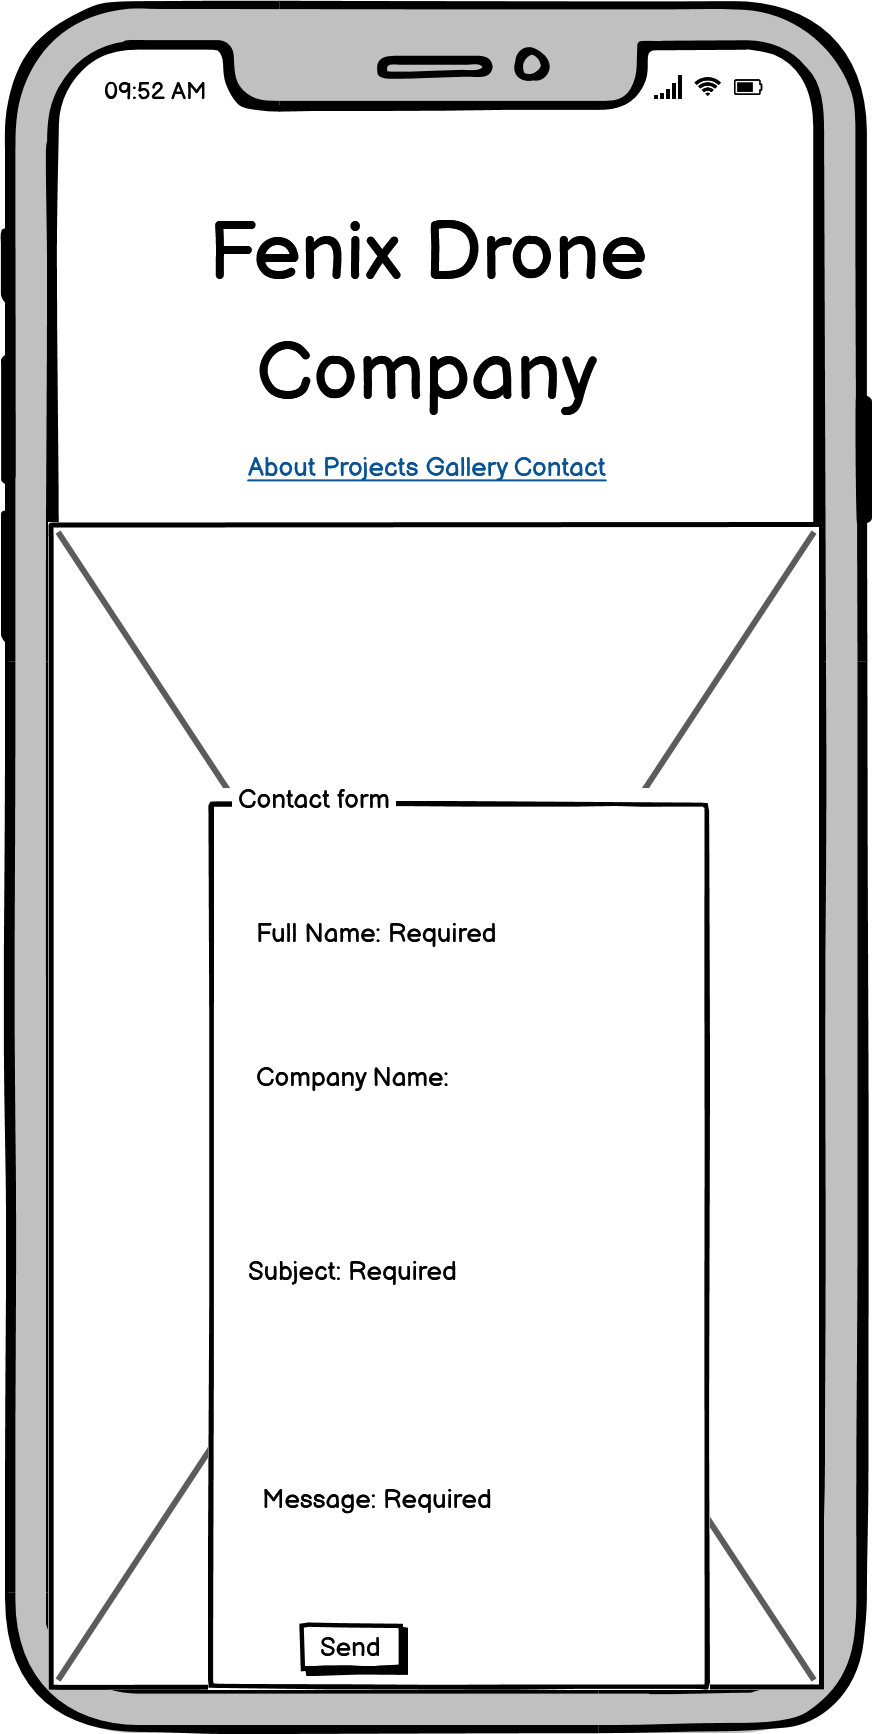 09:52 AM
Fenix Drone
Company
About Projects Gallery Contact
Contact form
Full Name: Required
Company Name:
Subject: Required
Message: Required
Send